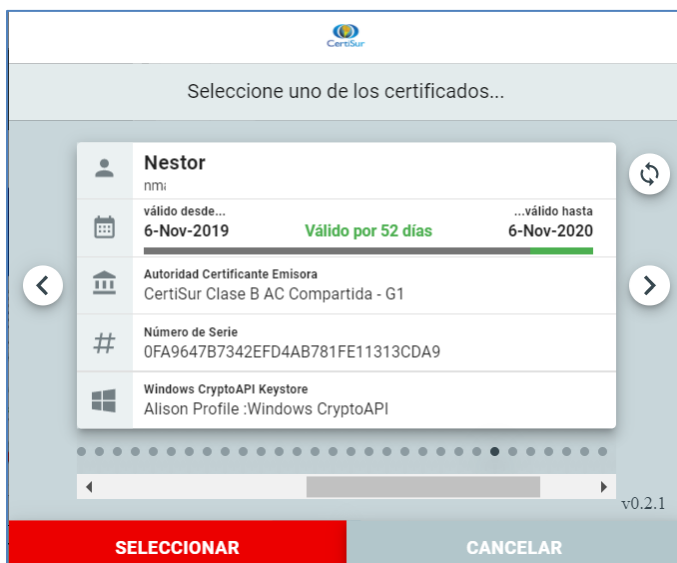 CertiSur
Seleccione uno de los certificados...
Nestor
nma
válido desde...
...válido hasta
6-Nov-2019
Válido por 52 días
6-Nov-2020
Autoridad Certificante Emisora
CertiSur Clase B AC Compartida - G1
Número de Serie
0FA9647B7342EFD4AB781FE11313CDA9
Windows CryptoAPI Keystore
Alison Profile :Windows CryptoAPI
v0.2.1
SELECCIONAR
CANCELAR